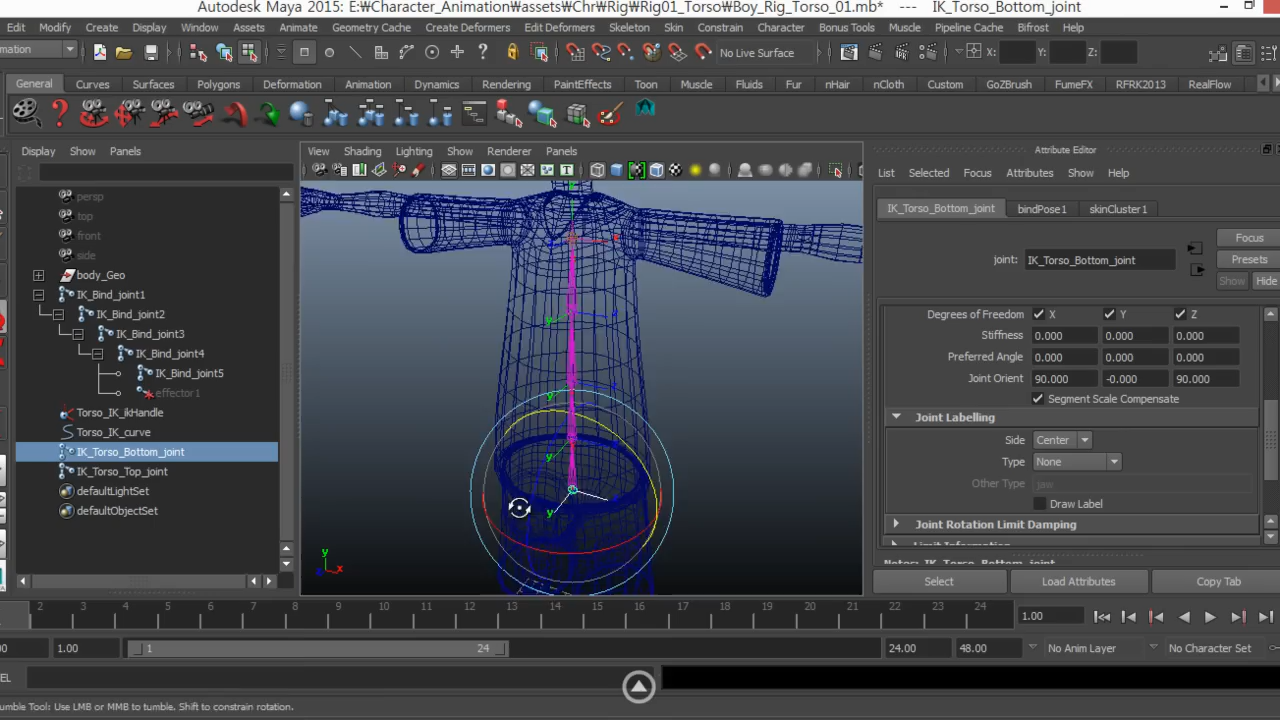 Autodesk Maya 2015: E:₩Character_Animation₩assets₩Chr₩Rig₩Rig01_Torso₩Boy_Rig_Torso_01.mb* --- IK_Torso_Bottom_joint
Edit Modify Create Display Window Assets Animate Geometry Cache Create Deformers Edit Deformers Skeleton Skin Constrain Character Muscle Pipeline Cache Bifrost Help
mation No Live Surface X: Y: Z:
General Curves Surfaces Polygons Deformation Animation Dynamics Rendering PaintEffects Toon Muscle Fluids Fur nHair nCloth Custom GoZBrush FumeFX RFRK2013 RealFlow
Display Show Panels
View Shading Lighting Show Renderer Panels
Attribute Editor
List Selected Focus Attributes Show Help
persp
top
front
side
body_Geo
IK_Bind_joint1
IK_Bind_joint2
IK_Bind_joint3
IK_Bind_joint4
IK_Bind_joint5
effector1
Torso_IK_ikHandle
Torso_IK_curve
IK_Torso_Bottom_joint
IK_Torso_Top_joint
defaultLightSet
defaultObjectSet
y
y
y
y
y
x
IK_Torso_Bottom_joint bindPose1 skinCluster1
Focus
joint: IK_Torso_Bottom_joint
Presets
Show Hide
Degrees of Freedom X Y Z
Stiffness 0.000 0.000 0.000
Preferred Angle 0.000 0.000 0.000
Joint Orient 90.000 -0.000 90.000
Segment Scale Compensate
Joint Labelling
Side Center
Type None
Other Type jaw
Draw Label
Joint Rotation Limit Damping
Limit Information
Notes: IK_Torso_Bottom_joint
Select Load Attributes Copy Tab
2 3 4 5 6 7 8 9 10 11 12 13 14 15 16 17 18 19 20 21 22 23 24
1.00
1.00 1 24 24.00 48.00 No Anim Layer No Character Set
EL
umble Tool: Use LMB or MMB to tumble. Shift to constrain rotation.